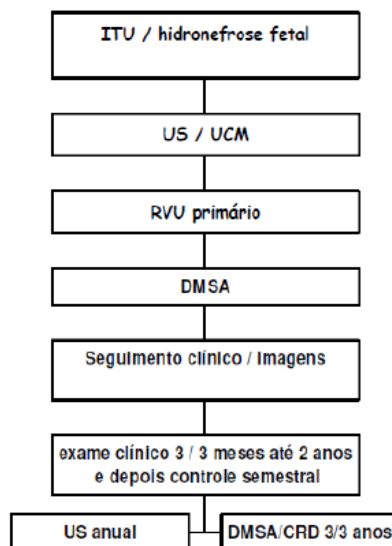 ITU / hidronefrose fetal
US / UCM
RVU primário
DMSA
Seguimento clínico / Imagens
exame clínico 3 / 3 meses até 2 anos
e depois controle semestral
US anual
DMSA/CRD 3/3 anos